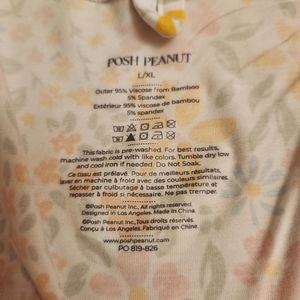 POSH PEANUT
L/XL
Outer 95% Viscose from Bamboo
5% Spandex
Extérieur 95% viscose de bambou
5% spandex
This fabric is pre-washed. For best results,
machine wash cold with like colors. Tumble dry low
and cool iron if needed. Do Not Soak.
Ce tissu est prélavé. Pour de meilleurs résultats,
laver en machine à froid avec des couleurs similaires.
Sécher par culbutage à basse température et
repasser à froid si nécessaire. Ne pas tremper.
©Posh Peanut Inc., All rights reserved.
Designed in Los Angeles. Made in China.
©Posh Peanut Inc., Tous droits réservés.
Conçu à Los Angeles. Fabriqué en Chine.
www.poshpeanut.com
PO 819-826